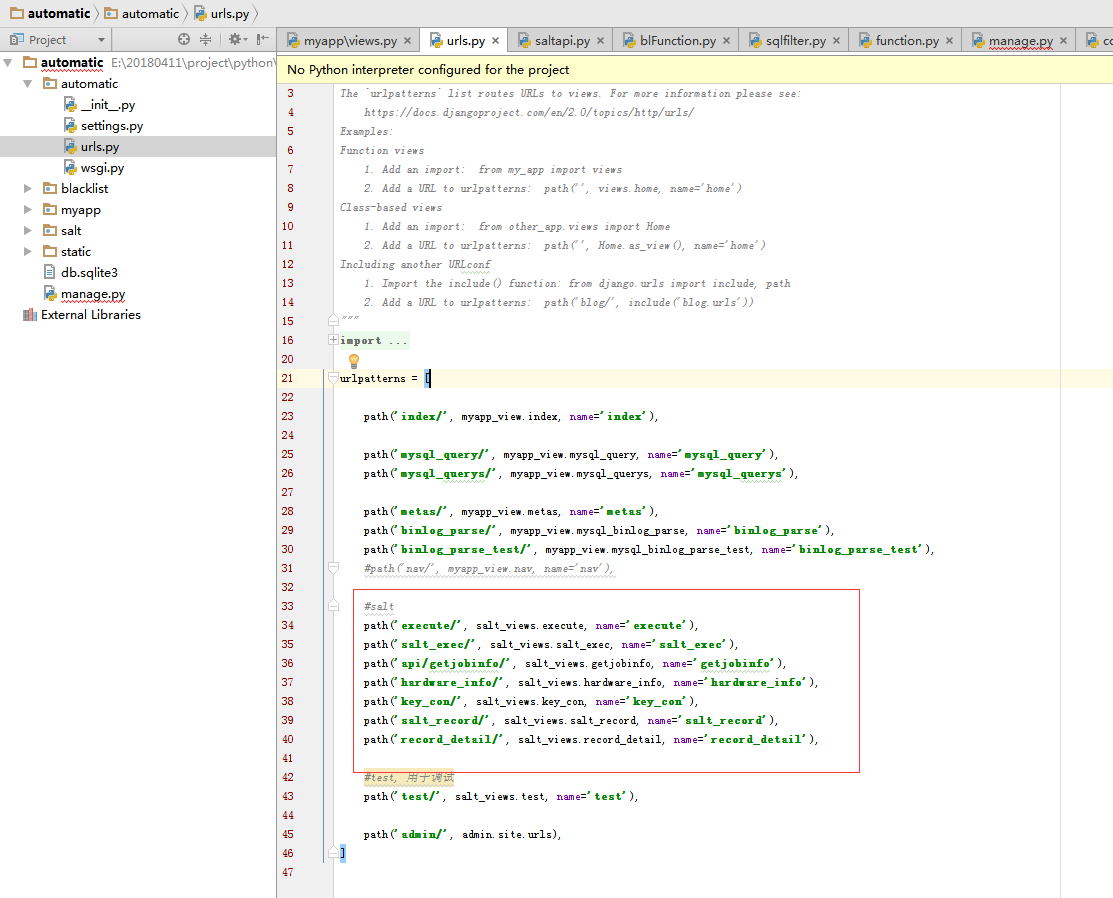 automatic automatic urls.py
Project myapp\views.py urls.py saltapi.py blFunction.py sqlfilter.py function.py manage.py
automatic E:\20180411\project\python\
automatic
__init__.py
settings.py
urls.py
wsgi.py
blacklist
myapp
salt
static
db.sqlite3
manage.py
External Libraries
No Python interpreter configured for the project
3 The `urlpatterns` list routes URLs to views. For more information please see:
4 https://docs.djangoproject.com/en/2.0/topics/http/urls/
5 Examples:
6 Function views
7 1. Add an import: from my_app import views
8 2. Add a URL to urlpatterns: path('', views.home, name='home')
9 Class-based views
10 1. Add an import: from other_app.views import Home
11 2. Add a URL to urlpatterns: path('', Home.as_view(), name='home')
12 Including another URLconf
13 1. Import the include() function: from django.urls import include, path
14 2. Add a URL to urlpatterns: path('blog/', include('blog.urls'))
15 """
16 import ...
20
21 urlpatterns = [
22
23 path('index/', myapp_view.index, name='index'),
24
25 path('mysql_query/', myapp_view.mysql_query, name='mysql_query'),
26 path('mysql_querys/', myapp_view.mysql_querys, name='mysql_querys'),
27
28 path('metas/', myapp_view.metas, name='metas'),
29 path('binlog_parse/', myapp_view.mysql_binlog_parse, name='binlog_parse'),
30 path('binlog_parse_test/', myapp_view.mysql_binlog_parse_test, name='binlog_parse_test'),
31 #path('nav/', myapp_view.nav, name='nav'),
32
33 #salt
34 path('execute/', salt_views.execute, name='execute'),
35 path('salt_exec/', salt_views.salt_exec, name='salt_exec'),
36 path('api/getjobinfo/', salt_views.getjobinfo, name='getjobinfo'),
37 path('hardware_info/', salt_views.hardware_info, name='hardware_info'),
38 path('key_con/', salt_views.key_con, name='key_con'),
39 path('salt_record/', salt_views.salt_record, name='salt_record'),
40 path('record_detail/', salt_views.record_detail, name='record_detail'),
41
42 #test, 用于调试
43 path('test/', salt_views.test, name='test'),
44
45 path('admin/', admin.site.urls),
46 ]
47